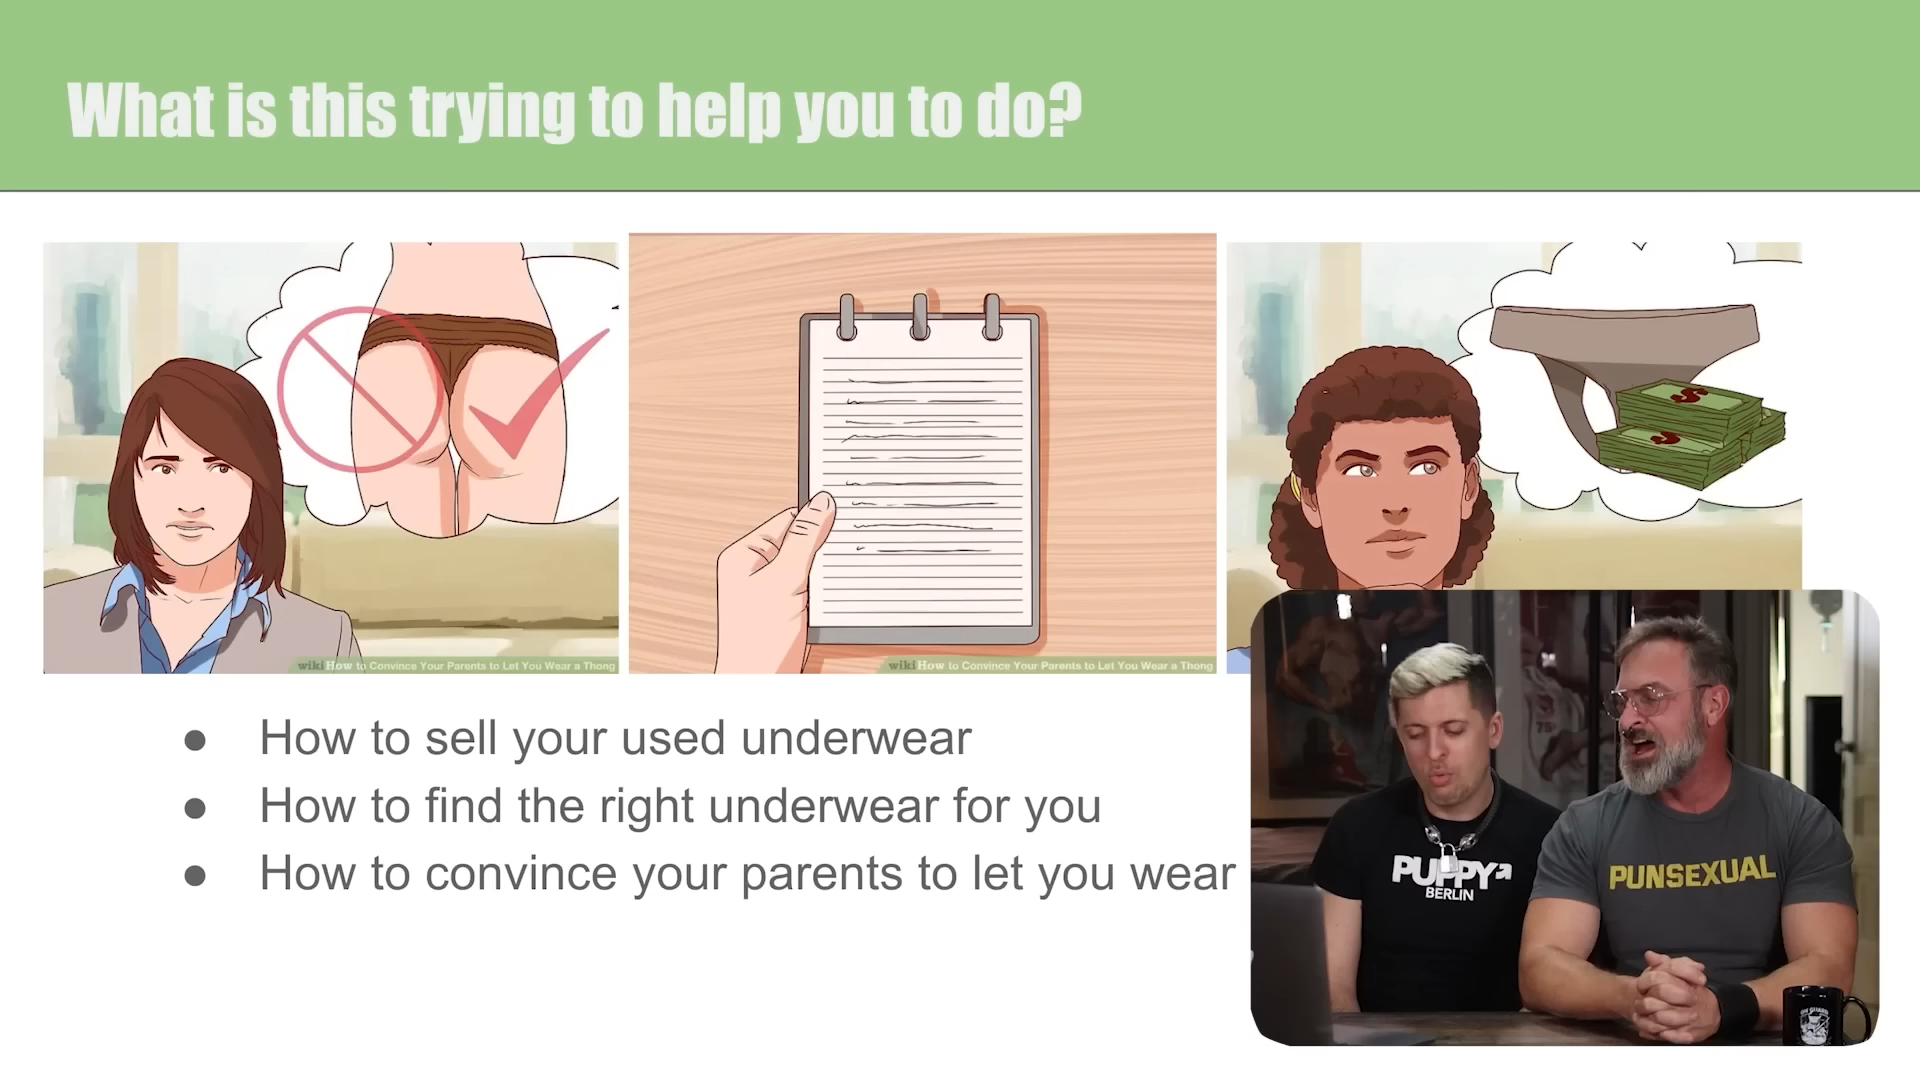 What is this trying to help you to do?
wikiHow to Convince Your Parents to Let You Wear a Thong
wikiHow to Convince Your Parents to Let You Wear a Thong
● How to sell your used underwear
● How to find the right underwear for you
● How to convince your parents to let you wear
PUPPY
BERLIN
PUNSEXUAL